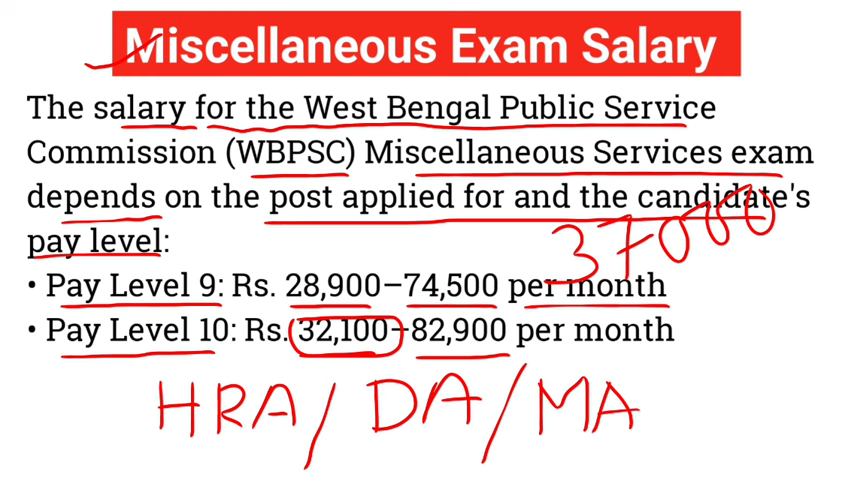 Miscellaneous Exam Salary
The salary for the West Bengal Public Service
Commission (WBPSC) Miscellaneous Services exam
depends on the post applied for and the candidate's
pay level:
37000
• Pay Level 9: Rs. 28,900–74,500 per month
• Pay Level 10: Rs. 32,100–82,900 per month
HRA/DA/MA